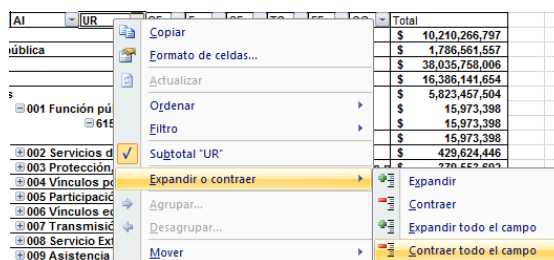 AI UR Total
Copiar $ 10,210,266,797
ública $ 1,786,561,557
Formato de celdas... $ 38,035,758,006
Actualizar $ 16,386,141,654
s $ 5,823,457,504
001 Función púb Ordenar $ 15,973,398
615 Filtro $ 15,973,398
$ 15,973,398
002 Servicios d Subtotal "UR" $ 429,624,446
003 Protección,
004 Vínculos po Expandir o contraer Expandir
005 Participació Agrupar... Contraer
006 Vínculos ec
007 Transmisió Desagrupar... Expandir todo el campo
008 Servicio Ext
009 Asistencia Mover Contraer todo el campo